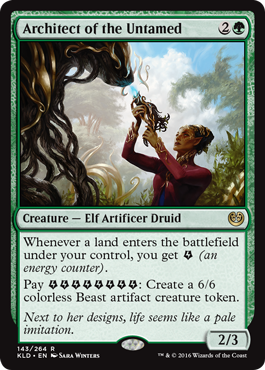 Architect of the Untamed 2
Creature — Elf Artificer Druid
Whenever a land enters the battlefield
under your control, you get (an
energy counter).
Pay : Create a 6/6
colorless Beast artifact creature token.
Next to her designs, life seems like a pale
imitation.
2/3
143/264 R
KLD • EN SARA WINTERS
™ & © 2016 Wizards of the Coast